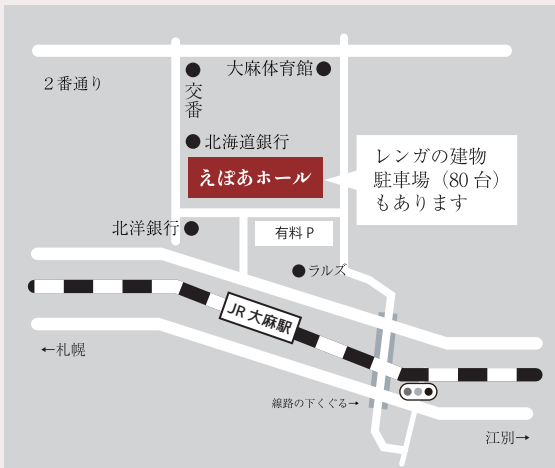 大麻体育館
２番通り
交番
北海道銀行
えぽあホール
レンガの建物
駐車場（80 台）
もあります
北洋銀行
有料 P
ラルズ
JR 大麻駅
←札幌
線路の下くぐる→
江別→